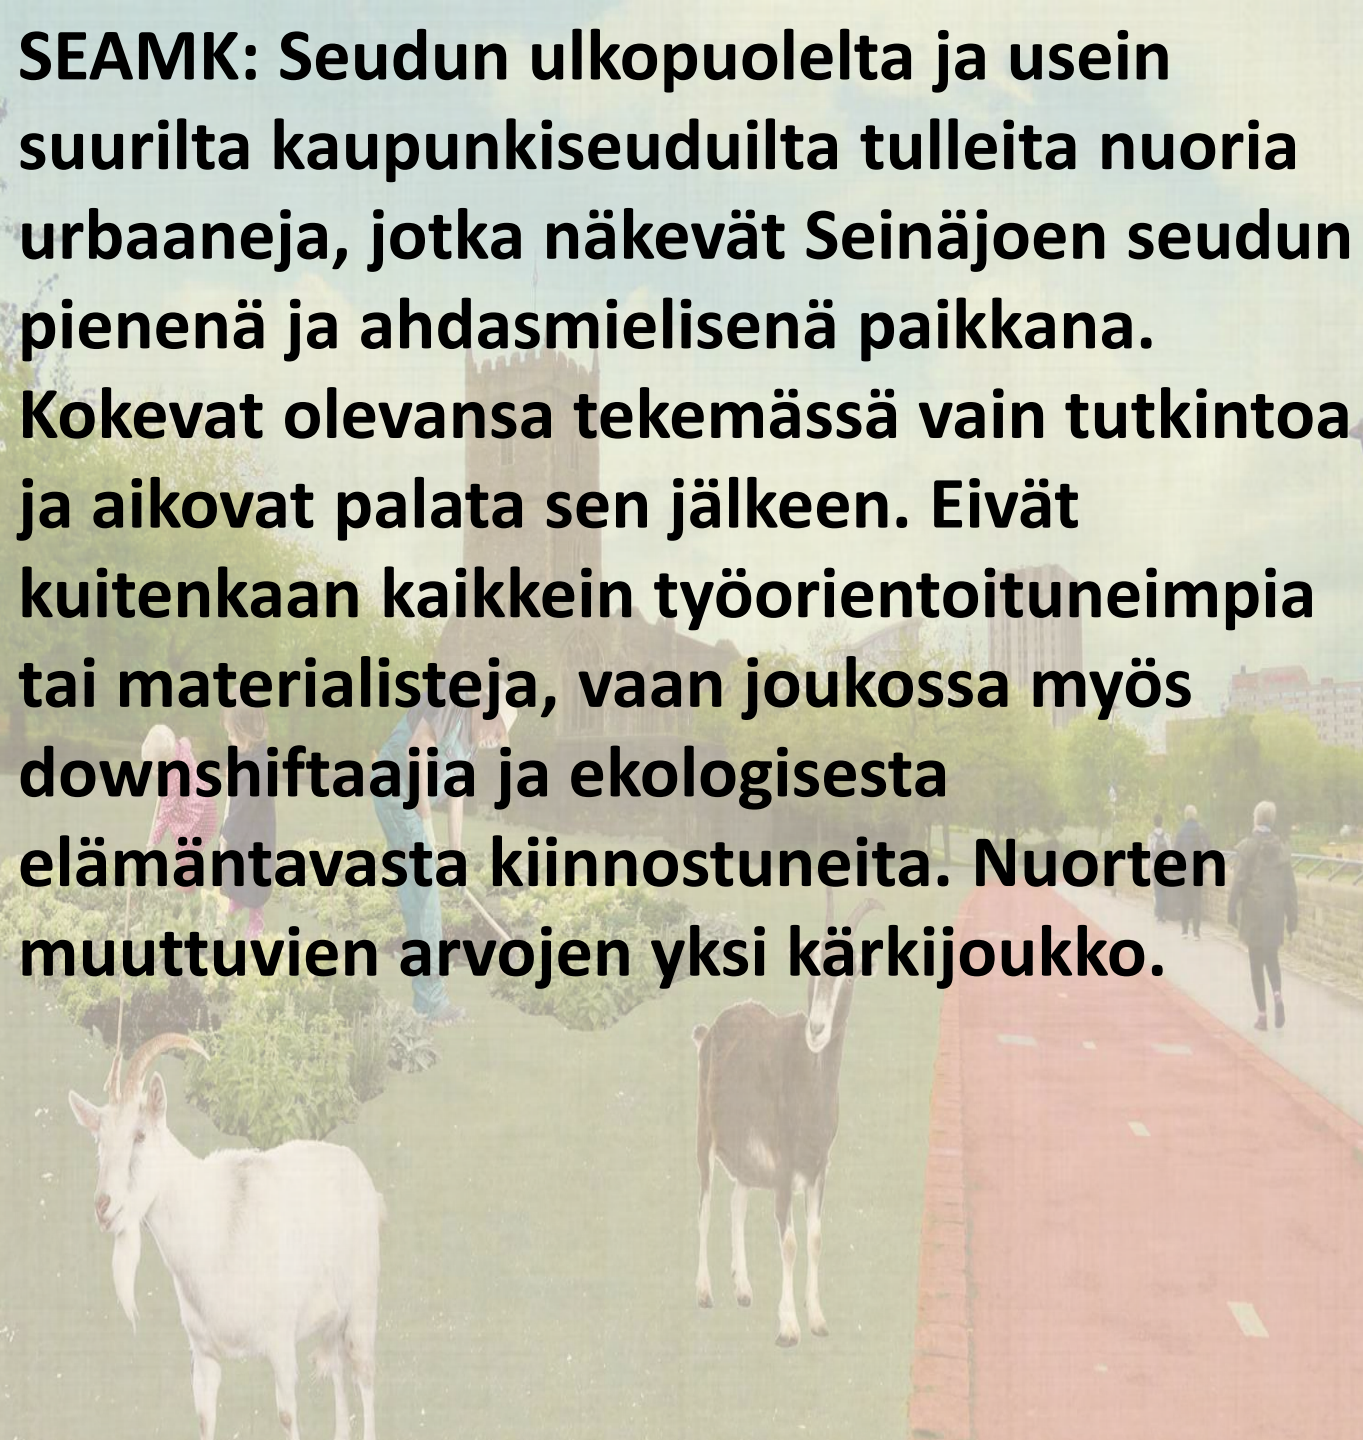 SEAMK: Seudun ulkopuolelta ja usein
suurilta kaupunkiseuduilta tulleita nuoria
urbaaneja, jotka näkevät Seinäjoen seudun
pienenä ja ahdasmielisenä paikkana.
Kokevat olevansa tekemässä vain tutkintoa
ja aikovat palata sen jälkeen. Eivät
kuitenkaan kaikkein työorientoituneimpia
tai materialisteja, vaan joukossa myös
downshiftaajia ja ekologisesta
elämäntavasta kiinnostuneita. Nuorten
muuttuvien arvojen yksi kärkijoukko.